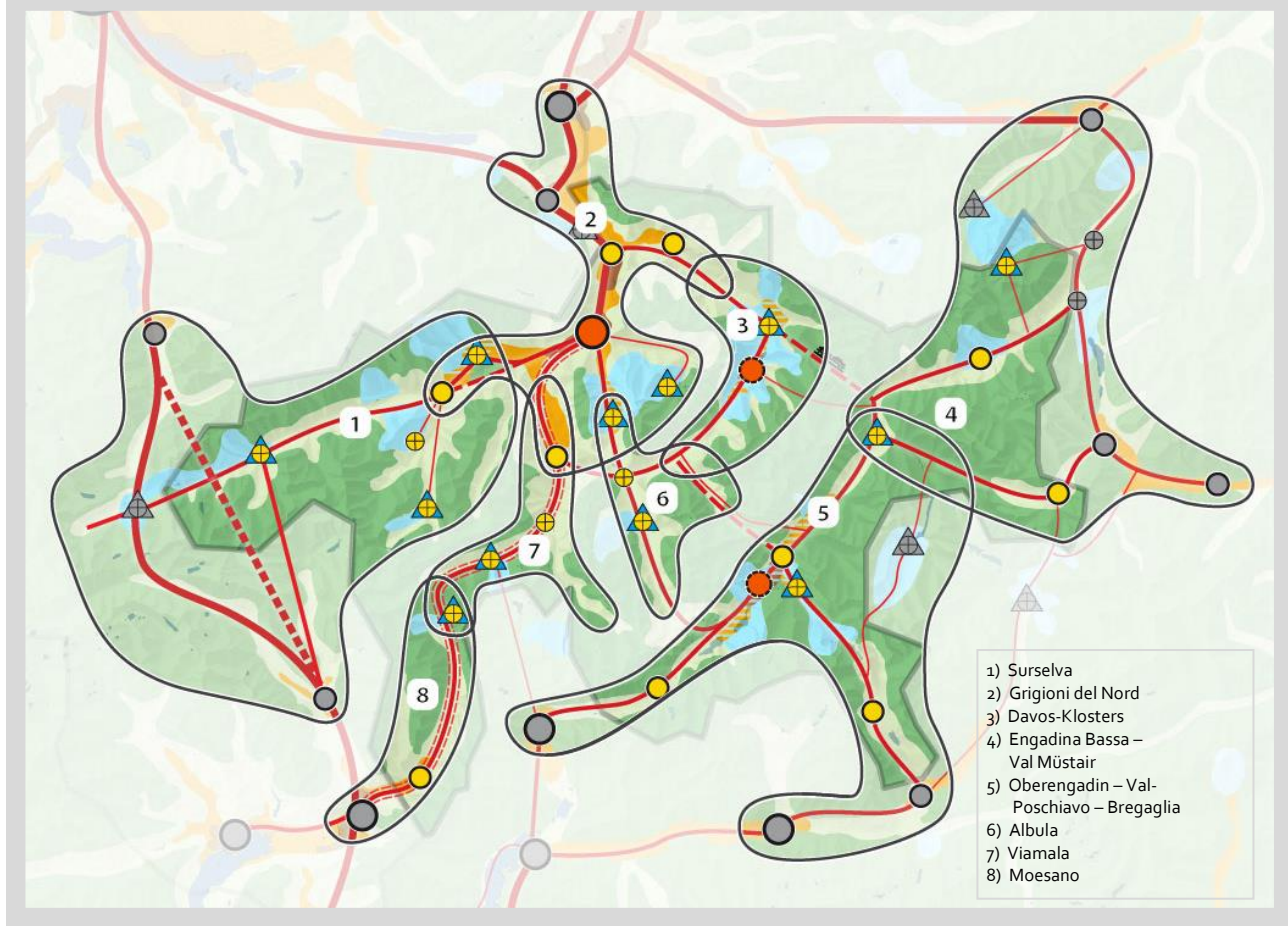 2
3
1
4
6
5
7
8
1) Surselva
2) Grigioni del Nord
3) Davos-Klosters
4) Engadina Bassa –
Val Müstair
5) Oberengadin – Val-
Poschiavo – Bregaglia
6) Albula
7) Viamala
8) Moesano